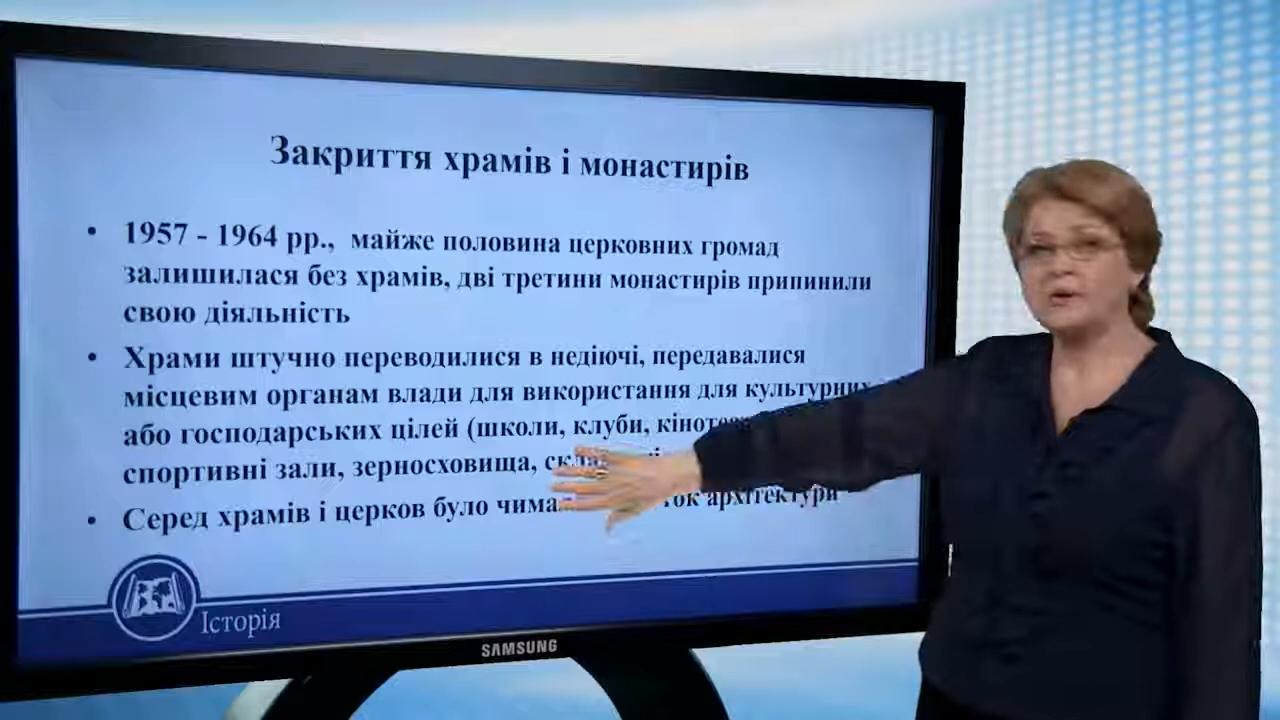 Закриття храмів і монастирів
• 1957 - 1964 рр., майже половина церковних громад
залишилася без храмів, дві третини монастирів припинили
свою діяльність
• Храми штучно переводилися в недіючі, передавалися
місцевим органам влади для використання для культурних
або господарських цілей (школи, клуби,
спортивні зали, зерносховища,
• Серед храмів і церков було архітектури
Історія
SAMSUNG